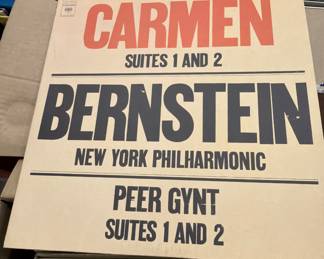 CARMEN
SUITES 1 AND 2
BERNSTEIN
NEW YORK PHILHARMONIC
PEER GYNT
SUITES 1 AND 2